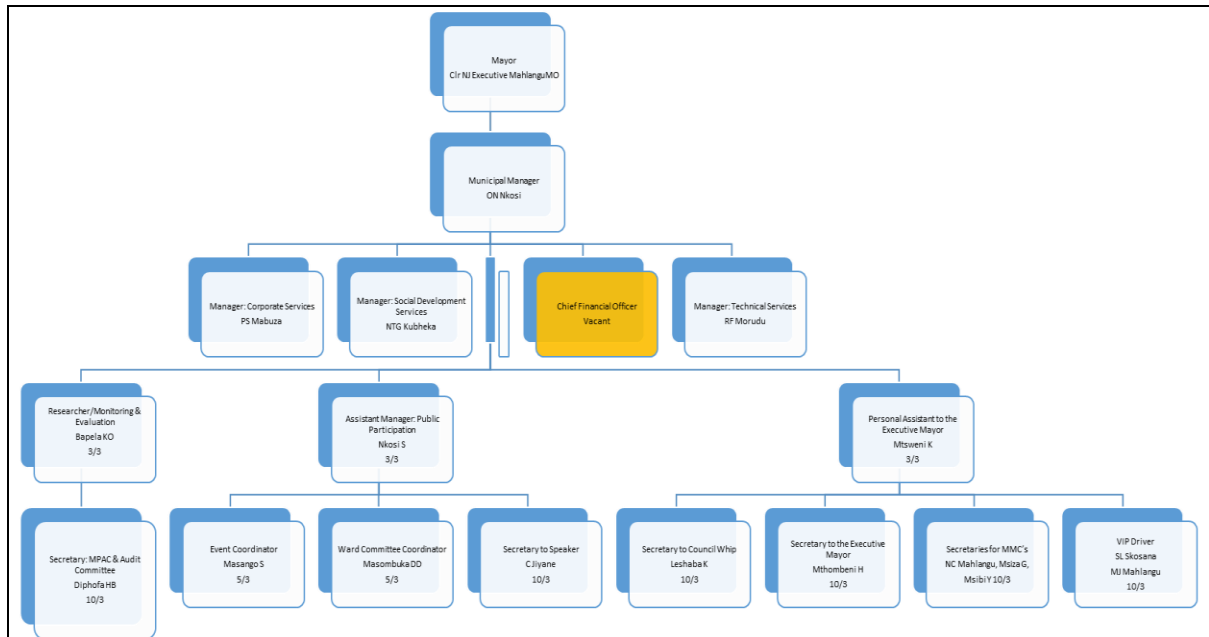 Mayor
Clr NJ Executive MahlanguMO
Municipal Manager
ON Nkosi
Manager: Corporate Services
PS Mabuza
Manager: Social Development
Services
NTG Kubheka
Chief Financial Officer
Vacant
Manager: Technical Services
RF Morudu
Researcher/Monitoring &
Evaluation
Bapela KO
3/3
Assistant Manager: Public
Participation
Nkosi S
3/3
Personal Assistant to the
Executive Mayor
Mtsweni K
3/3
Secretary: MPAC & Audit
Committee
Diphofa HB
10/3
Event Coordinator
Masango S
5/3
Ward Committee Coordinator
Masombuka DD
5/3
Secretary to Speaker
C Jiyane
10/3
Secretary to Council Whip
Leshaba K
10/3
Secretary to the Executive
Mayor
Mthombeni H
10/3
Secretaries for MMC's
NC Mahlangu, Msiza G,
Msibi Y 10/3
VIP Driver
SL Skosana
MJ Mahlangu
10/3